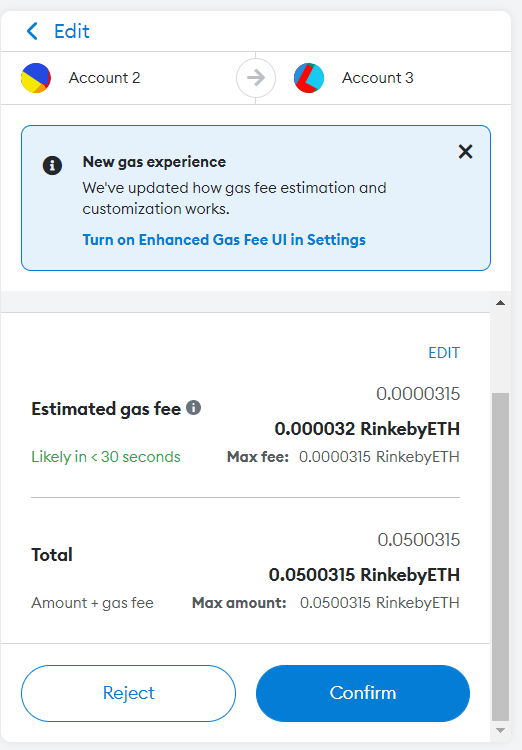 Edit
Account 2
Account 3
New gas experience
We've updated how gas fee estimation and
customization works.
Turn on Enhanced Gas Fee UI in Settings
EDIT
0.0000315
Estimated gas fee
0.000032 RinkebyETH
Likely in < 30 seconds
Max fee: 0.0000315 RinkebyETH
0.0500315
Total
0.0500315 RinkebyETH
Amount + gas fee
Max amount: 0.0500315 RinkebyETH
Reject
Confirm